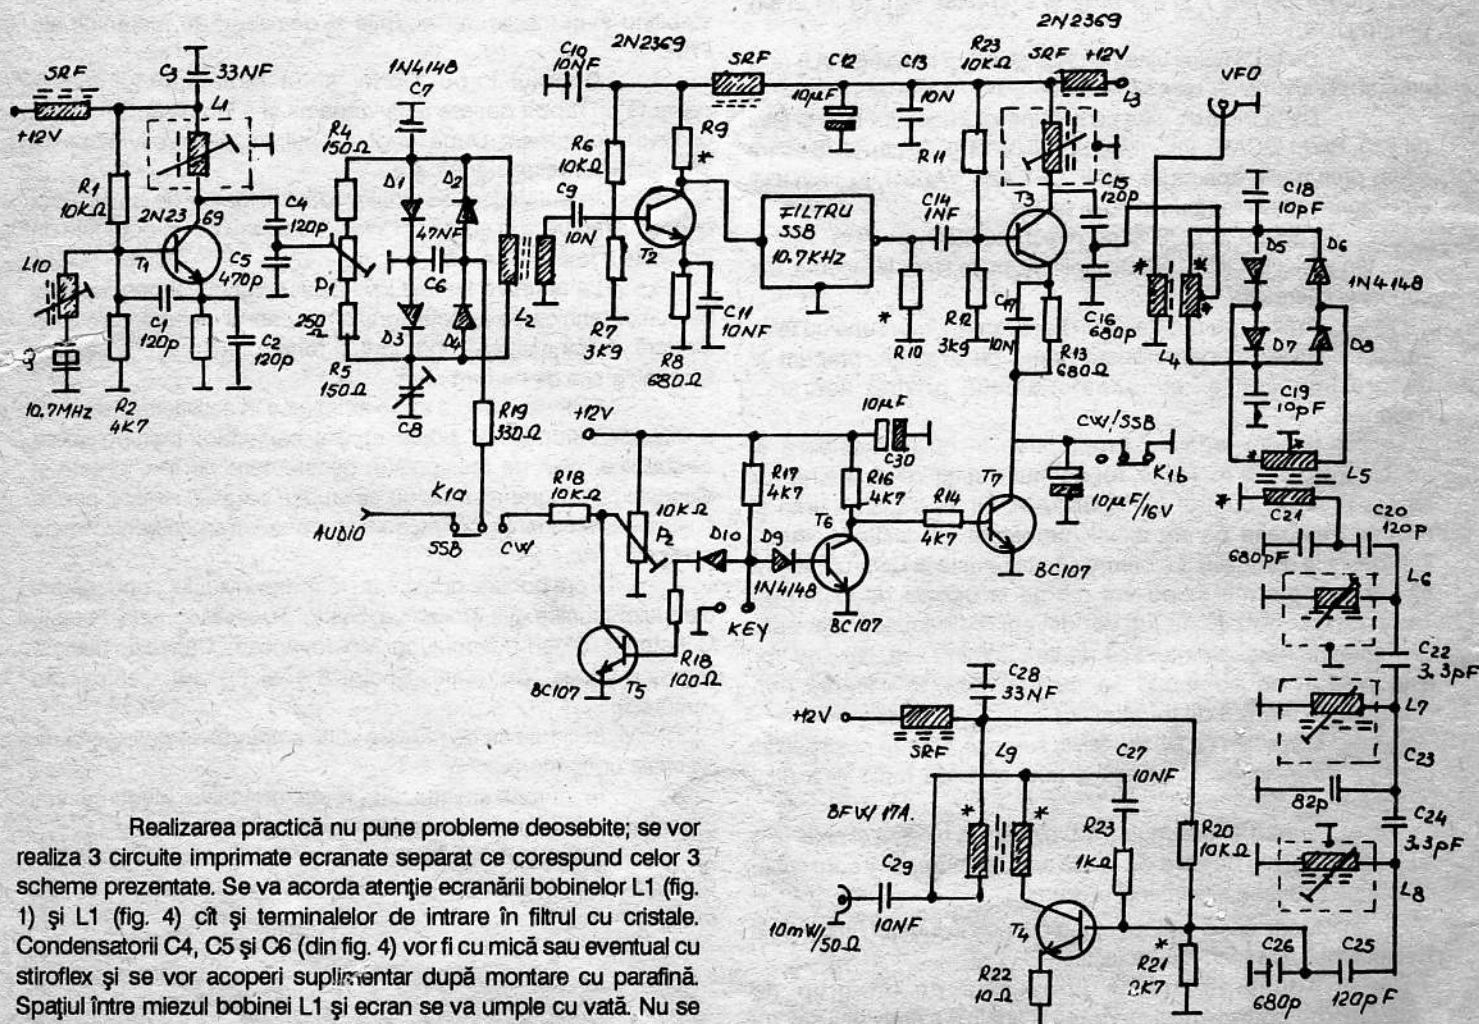 2N2369
2N2369
C10
10NF
SRF
C12
10µF
C13
10N
R23
10KΩ
SRF +12V
L3
VFO
SRF
C3 33NF
1N4148
C7
+12V
L1
R4
150Ω
R6
10KΩ
R9
*
R11
R1
10KΩ
2N23 69
C4
120p
D1
D2
47NF
C6
C9
10N
T2
FILTRU
SSB
10.7KHz
C14
1NF
T3
C15
120p
C18
10pF
D5
D6
1N4148
L10
T1
C5
470p
P1
250Ω
L2
* *
*
C1
120p
C2
120p
D3
D4
R7
3K9
C11
10NF
R8
680Ω
*
R10
R12
3K9
C17
10N
C16
680p
R13
680Ω
L4
D7
D8
Q
10.7MHz
R2
4K7
R5
150Ω
C8
R19
330Ω
+12V
10µF
C30
CW/SSB
K1b
C19
10pF
* *
L5
K1a
R18
10KΩ
10KΩ
P2
R17
4K7
R16
4K7
R14
4K7
T7
10µF/16V
*
C21
680pF
C20
120p
AUDIO
SSB
CW
D10
D9
1N4148
T6
BC107
BC107
L6
KEY
R18
100Ω
BC107
T5
C22
3.3pF
L7
C28
33NF
+12V
SRF
L9
C27
10NF
C23
82p
C24
3.3pF
BFW 17A.
* *
R23
1KΩ
R20
10KΩ
L8
C29
10NF
10mW/50Ω
T4
R22
10Ω
*
R21
C26
680p
C25
120pF
Realizarea practică nu pune probleme deosebite; se vor
realiza 3 circuite imprimate ecranate separat ce corespund celor 3
scheme prezentate. Se va acorda atenţie ecranării bobinelor L1 (fig.
1) şi L1 (fig. 4) cît şi terminalelor de intrare în filtrul cu cristale.
Condensatorii C4, C5 şi C6 (din fig. 4) vor fi cu mică sau eventual cu
stiroflex şi se vor acoperi suplimentar după montare cu parafină.
Spaţiul între miezul bobinei L1 şi ecran se va umple cu vată. Nu se